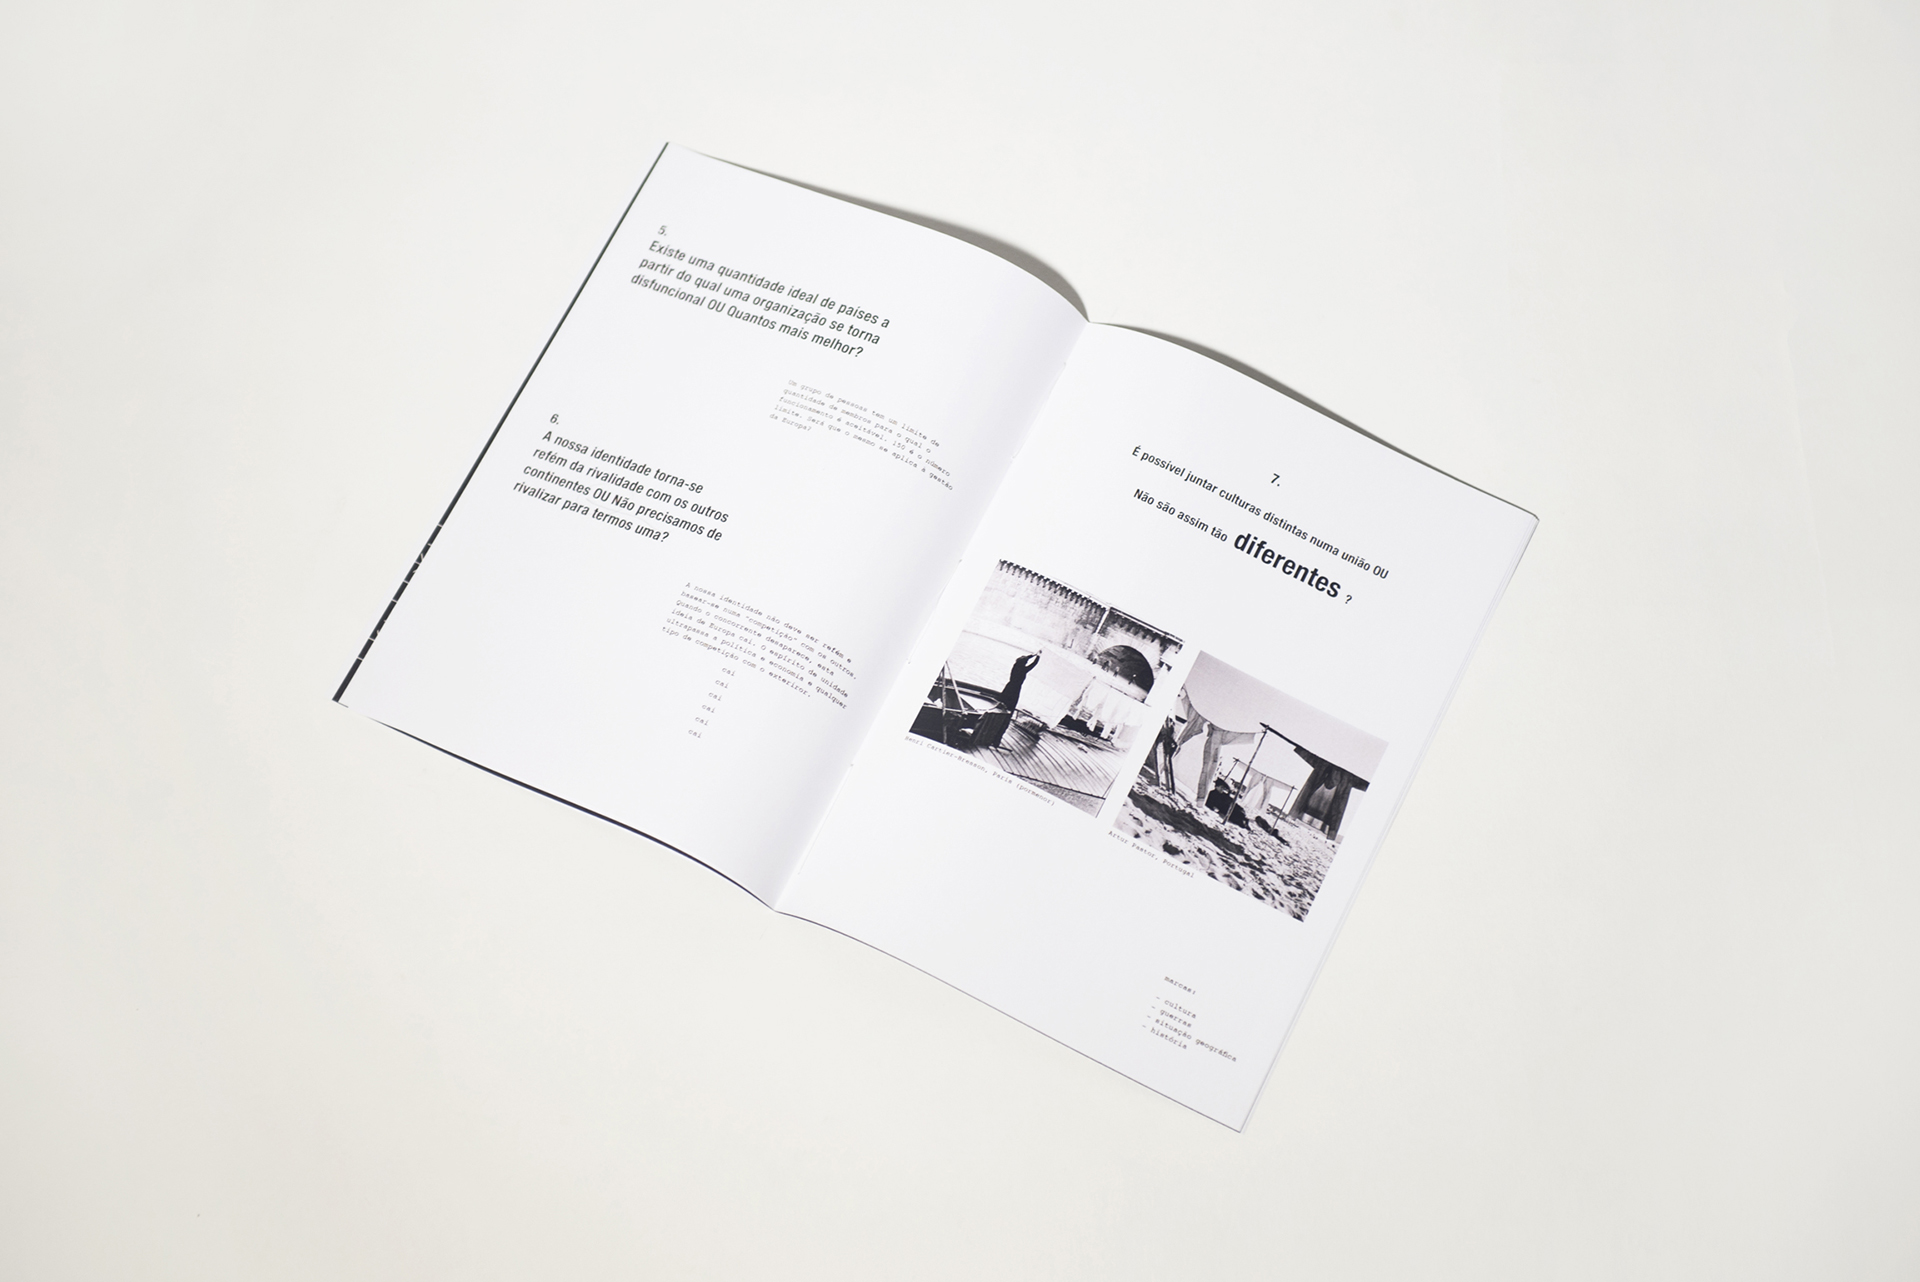 5.
Existe uma quantidade ideal de países a
partir do qual uma organização se torna
disfuncional OU Quantos mais melhor?
Um grupo de pessoas tem um limite de
quantidade de membros para o qual o
funcionamento é aceitável. 150 é o número
limite. Será que o mesmo se aplica à gestão
da Europa?
6.
A nossa identidade torna-se
refém da rivalidade com os outros
continentes OU Não precisamos de
rivalizar para termos uma?
A nossa identidade não deve ser refém e
basear-se numa "competição" com os outros.
Quando o concorrente desaparece, esta
ideia de Europa cai. O espírito de unidade
ultrapassa a política e economia e qualquer
tipo de competição com o exteriror.
cai
cai
cai
cai
cai
cai
7.
É possível juntar culturas distintas numa união OU
Não são assim tão diferentes ?
Henri Cartier-Bresson, Paris (pormenor)
Artur Pastor, Portugal
marcas:
- cultura
- guerras
- situação geográfica
- história